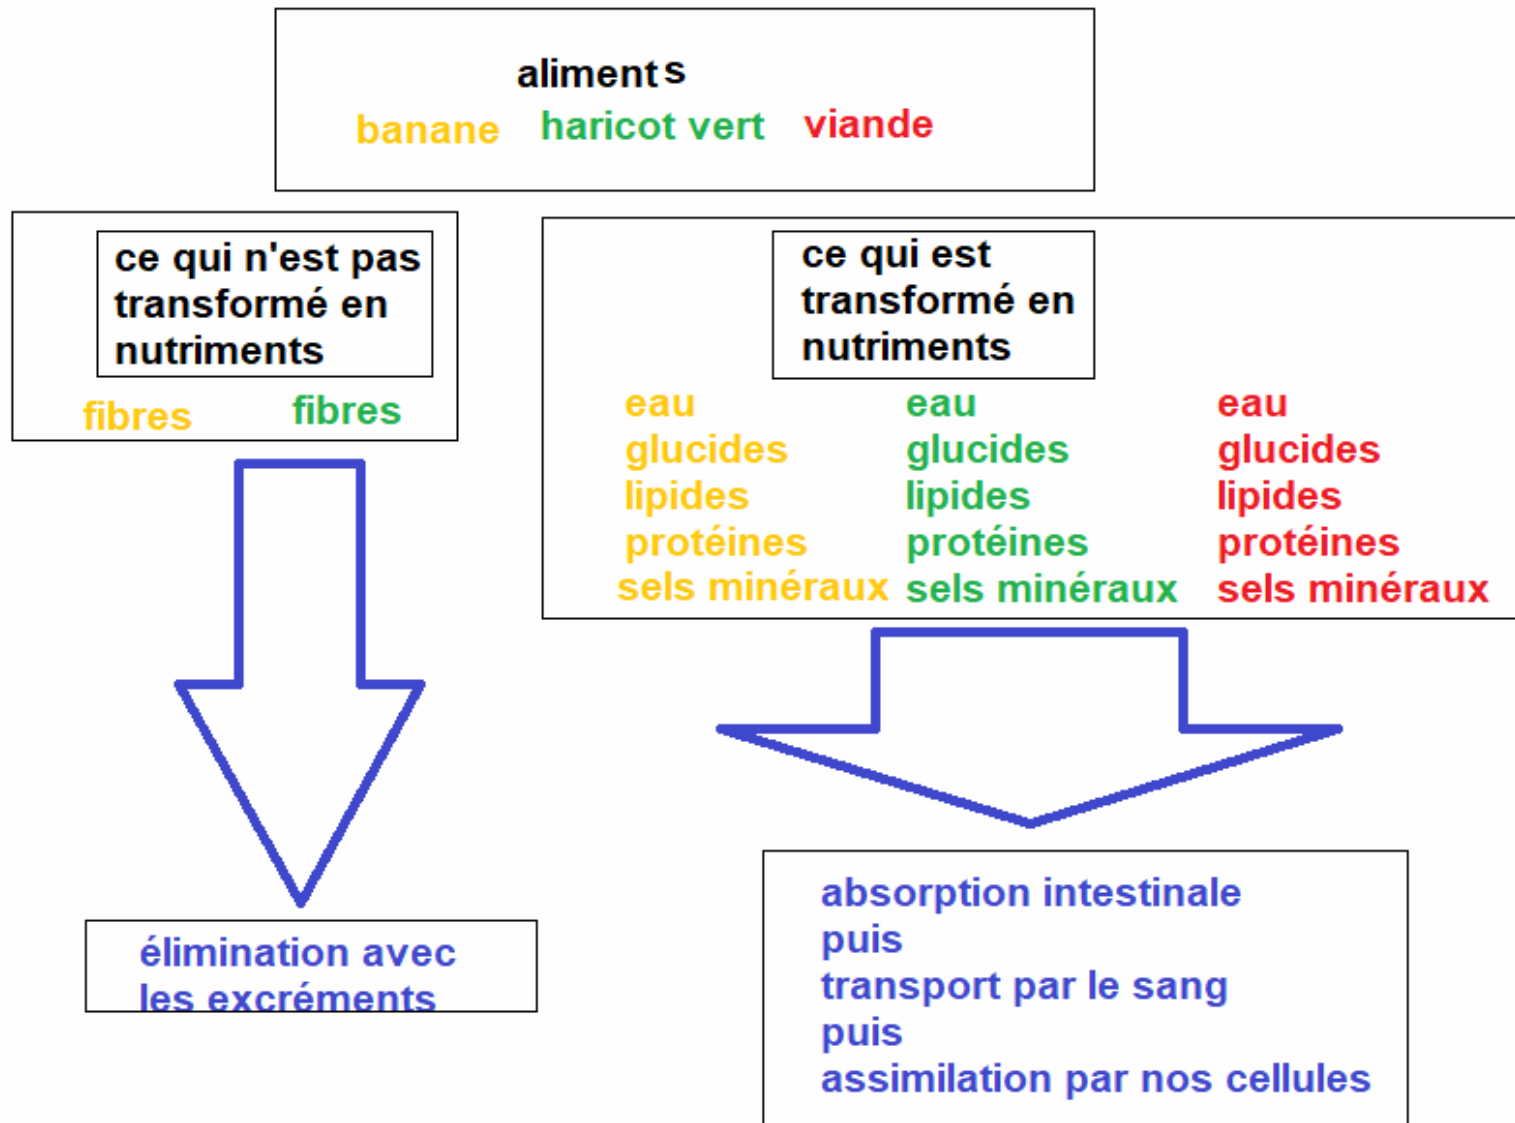 aliments
banane haricot vert viande
ce qui n'est pas
transformé en
nutriments
fibres fibres
ce qui est
transformé en
nutriments
eau eau eau
glucides glucides glucides
lipides lipides lipides
protéines protéines protéines
sels minéraux sels minéraux sels minéraux
élimination avec
les excréments
absorption intestinale
puis
transport par le sang
puis
assimilation par nos cellules